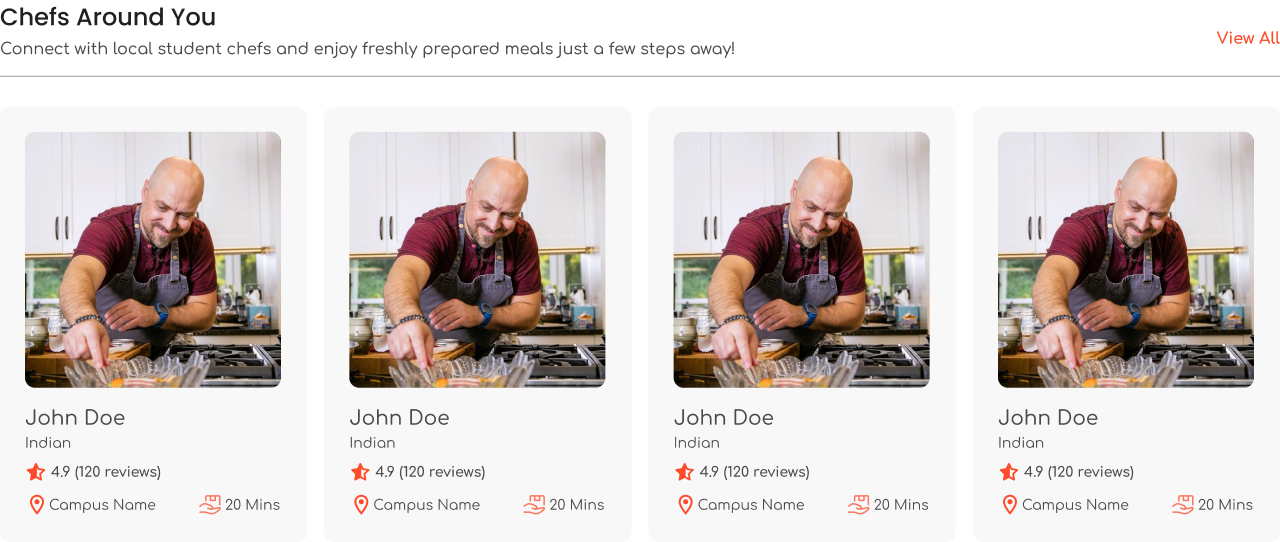 Chefs Around You
Connect with local student chefs and enjoy freshly prepared meals just a few steps away!
View All
John Doe
Indian
4.9 (120 reviews)
Campus Name
20 Mins
John Doe
Indian
4.9 (120 reviews)
Campus Name
20 Mins
John Doe
Indian
4.9 (120 reviews)
Campus Name
20 Mins
John Doe
Indian
4.9 (120 reviews)
Campus Name
20 Mins